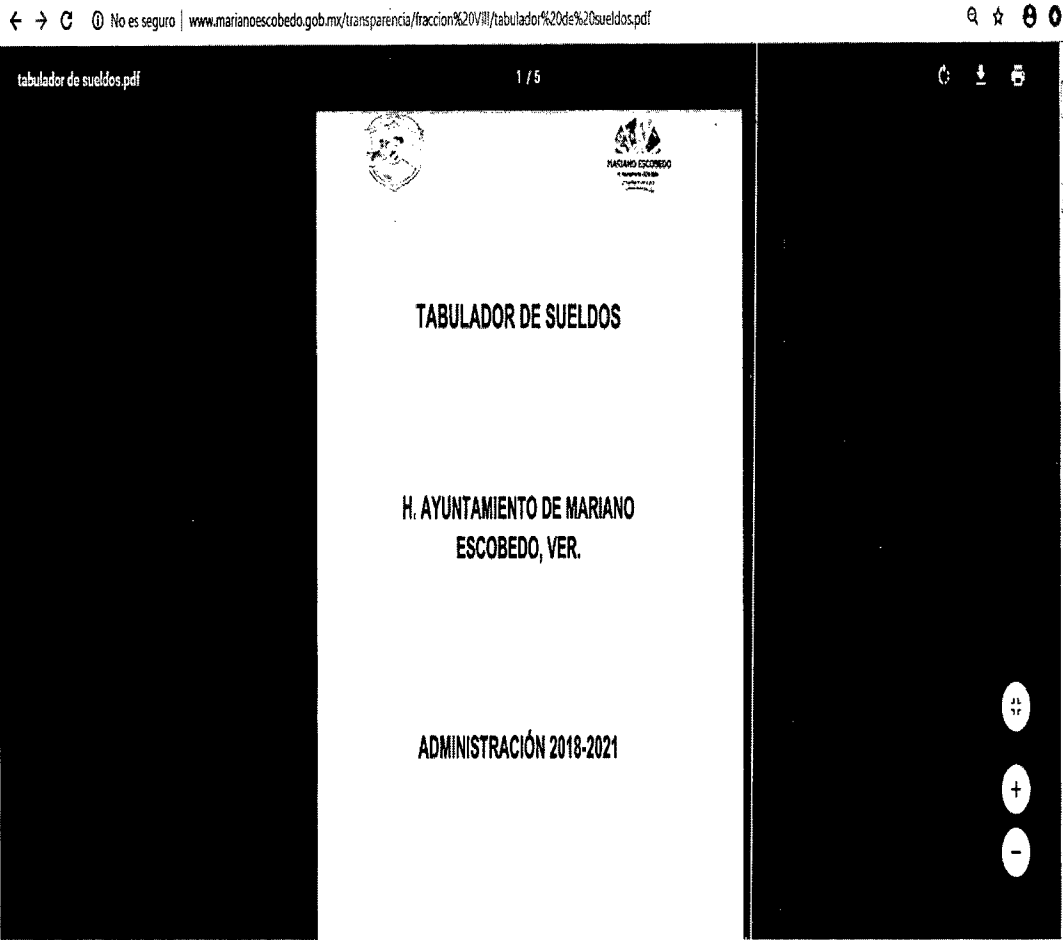 No es seguro | www.marianoescobedo.gob.mx/transparencia/fraccion%20VIII/tabulador%20de%20sueldos.pdf
tabulador de sueldos.pdf
1 / 5
MARIANO ESCOBEDO
TABULADOR DE SUELDOS
H. AYUNTAMIENTO DE MARIANO
ESCOBEDO, VER.
ADMINISTRACIÓN 2018-2021